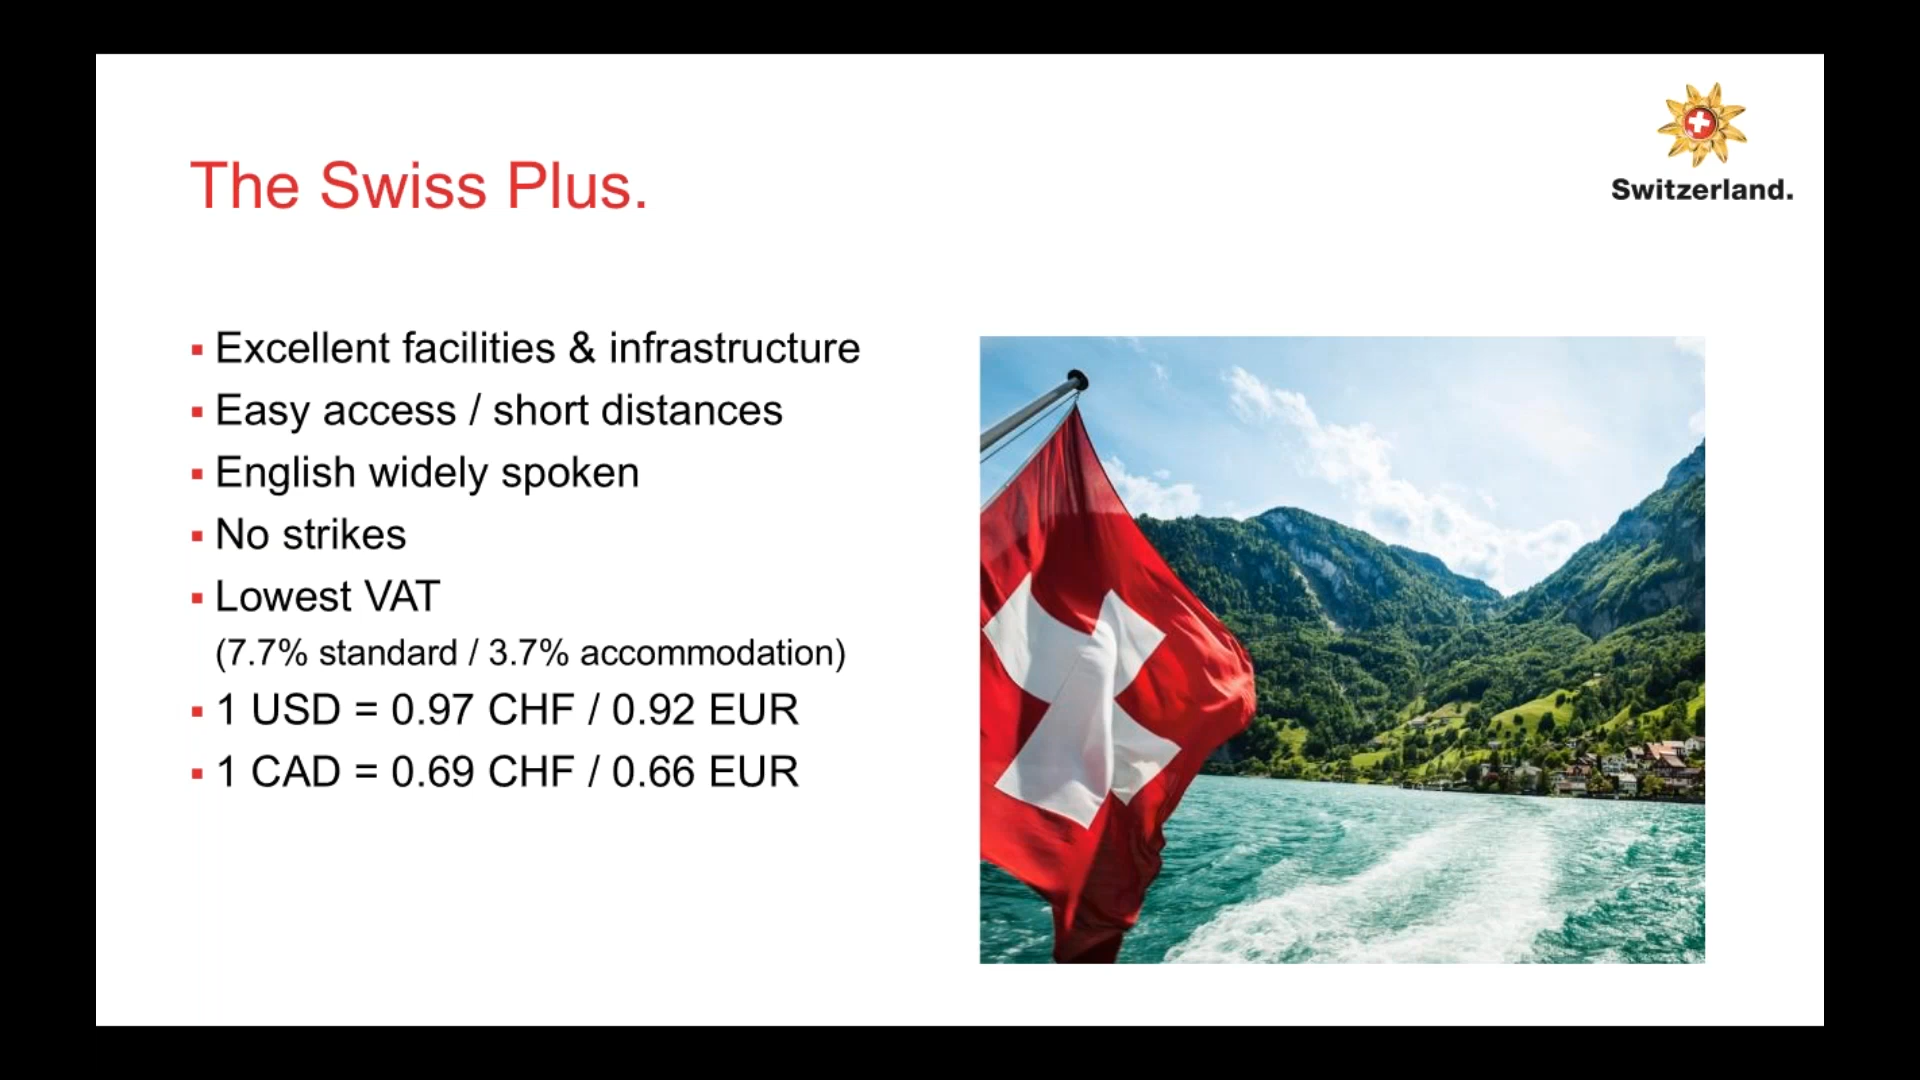 Switzerland.
The Swiss Plus.
Excellent facilities & infrastructure
Easy access / short distances
English widely spoken
No strikes
Lowest VAT
(7.7% standard / 3.7% accommodation)
1 USD = 0.97 CHF / 0.92 EUR
1 CAD = 0.69 CHF / 0.66 EUR